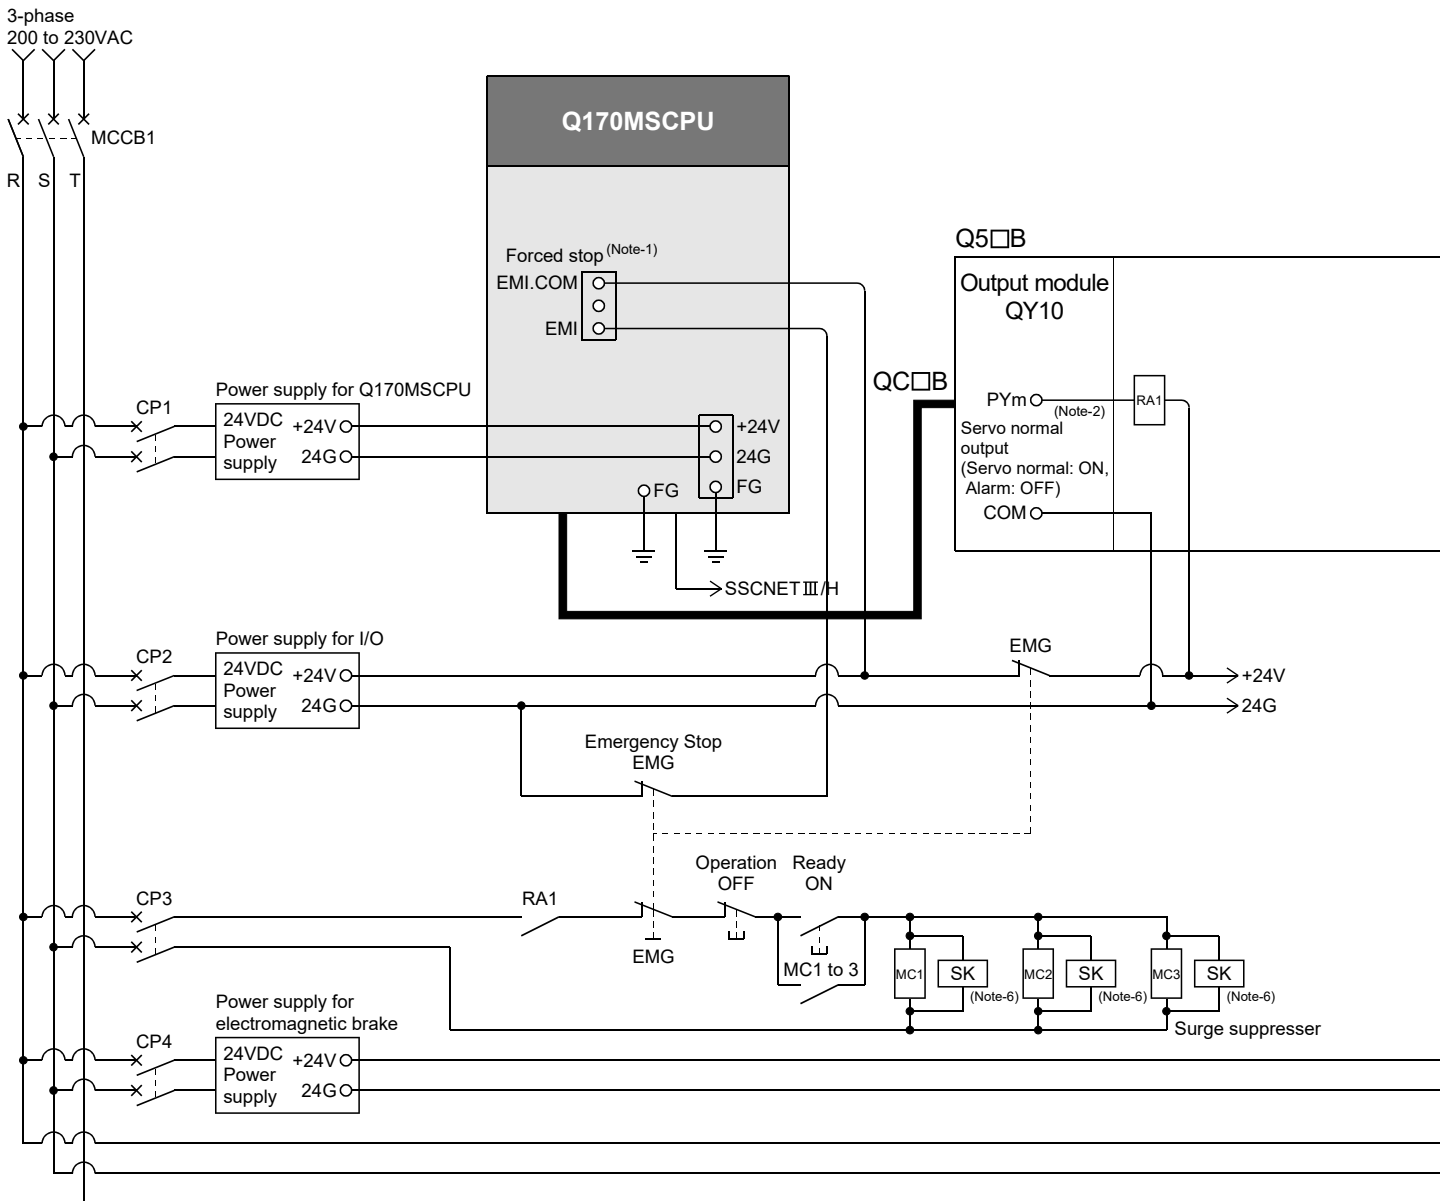 3-phase
200 to 230VAC
MCCB1
R S T
Q170MSCPU
Forced stop (Note-1)
EMI.COM
EMI
Q5□B
Output module
QY10
QC□B
PYm
(Note-2)
RA1
Servo normal
output
(Servo normal: ON,
Alarm: OFF)
COM
CP1
Power supply for Q170MSCPU
24VDC
Power
supply
+24V
24G
+24V
24G
FG
FG
SSCNETⅢ/H
CP2
Power supply for I/O
24VDC
Power
supply
+24V
24G
EMG
+24V
24G
Emergency Stop
EMG
CP3
RA1
EMG
Operation
OFF
Ready
ON
MC1 to 3
MC1
SK
(Note-6)
MC2
SK
(Note-6)
MC3
SK
(Note-6)
Surge suppresser
CP4
Power supply for
electromagnetic brake
24VDC
Power
supply
+24V
24G